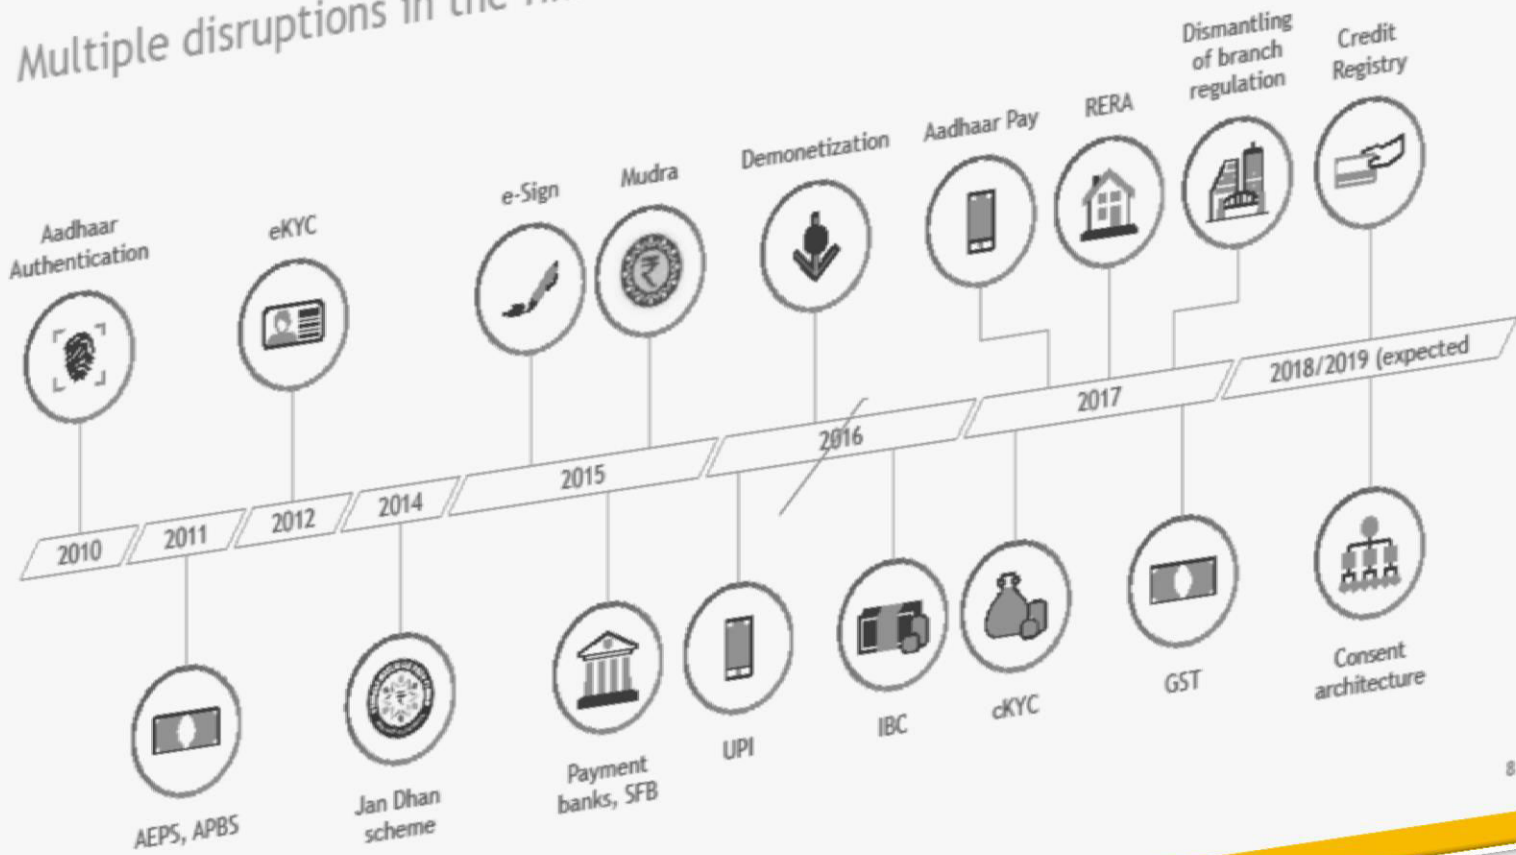 Multiple disruptions in the
Aadhaar
Authentication
eKYC
e-Sign
Mudra
Demonetization
Aadhaar Pay
RERA
Dismantling
of branch
regulation
Credit
Registry
2010
2011
2012
2014
2015
2016
2017
2018/2019 (expected
AEPS, APBS
Jan Dhan
scheme
Payment
banks, SFB
UPI
IBC
cKYC
GST
Consent
architecture
8